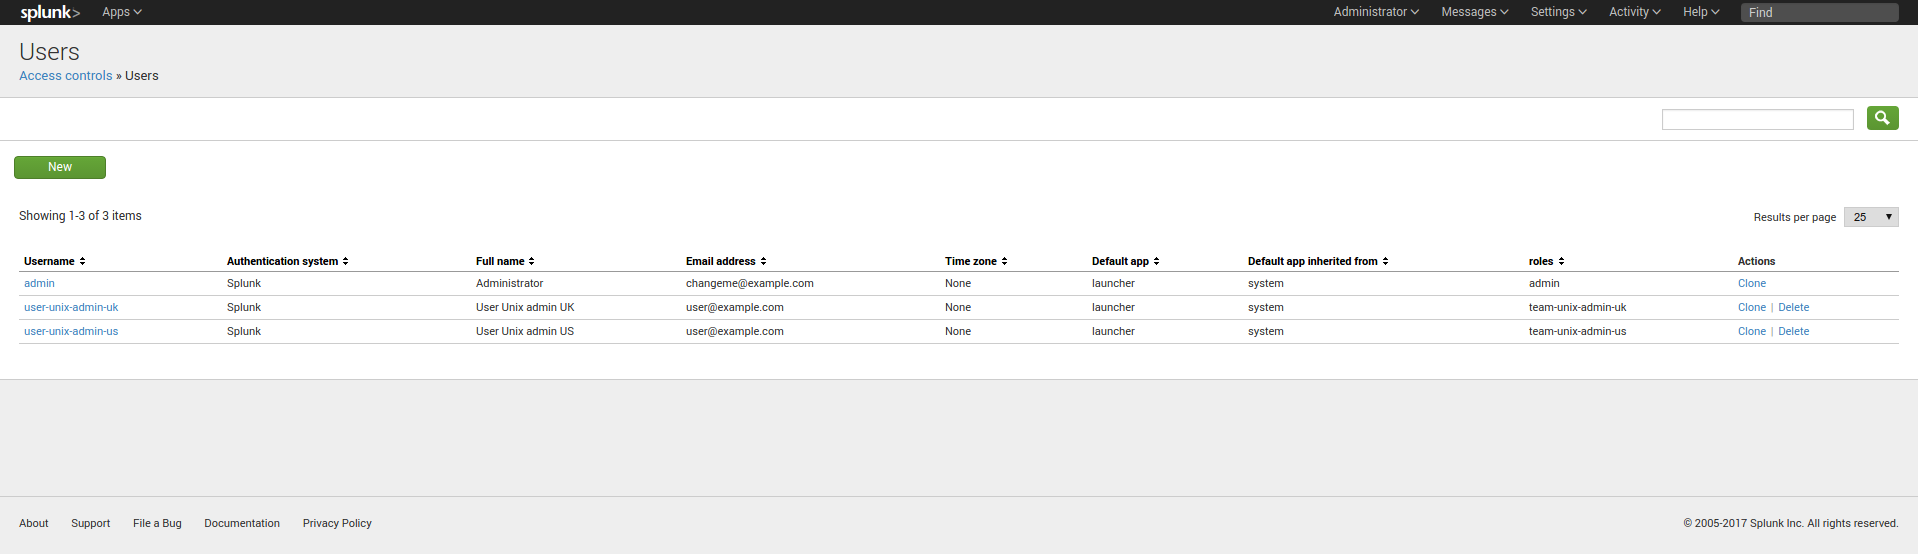 splunk> Apps Administrator Messages Settings Activity Help Find
Users
Access controls » Users
New
Showing 1-3 of 3 items Results per page 25
Username Authentication system Full name Email address Time zone Default app Default app inherited from roles Actions
admin Splunk Administrator changeme@example.com None launcher system admin Clone
user-unix-admin-uk Splunk User Unix admin UK user@example.com None launcher system team-unix-admin-uk Clone | Delete
user-unix-admin-us Splunk User Unix admin US user@example.com None launcher system team-unix-admin-us Clone | Delete
About Support File a Bug Documentation Privacy Policy © 2005-2017 Splunk Inc. All rights reserved.